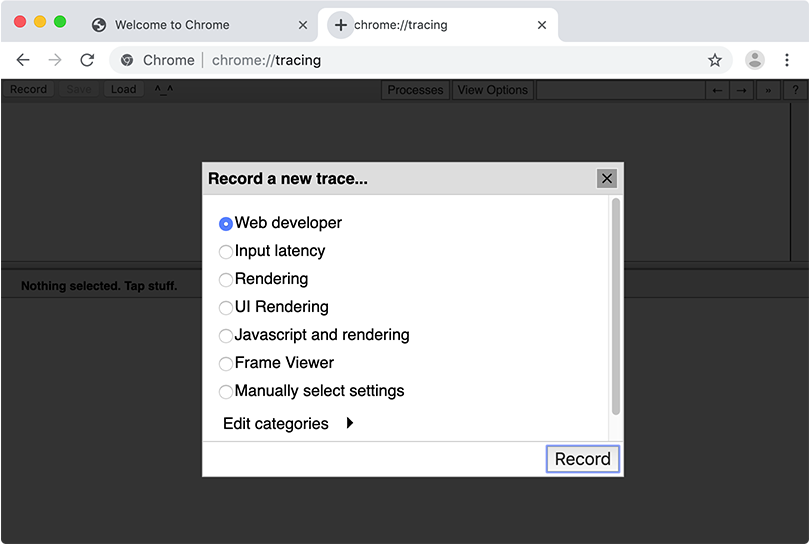 Welcome to Chrome
chrome://tracing
Chrome | chrome://tracing
Record Save Load ^_^ Processes View Options ← → » ?
Record a new trace...
Web developer
Input latency
Rendering
UI Rendering
Javascript and rendering
Frame Viewer
Manually select settings
Edit categories
Record
Nothing selected. Tap stuff.